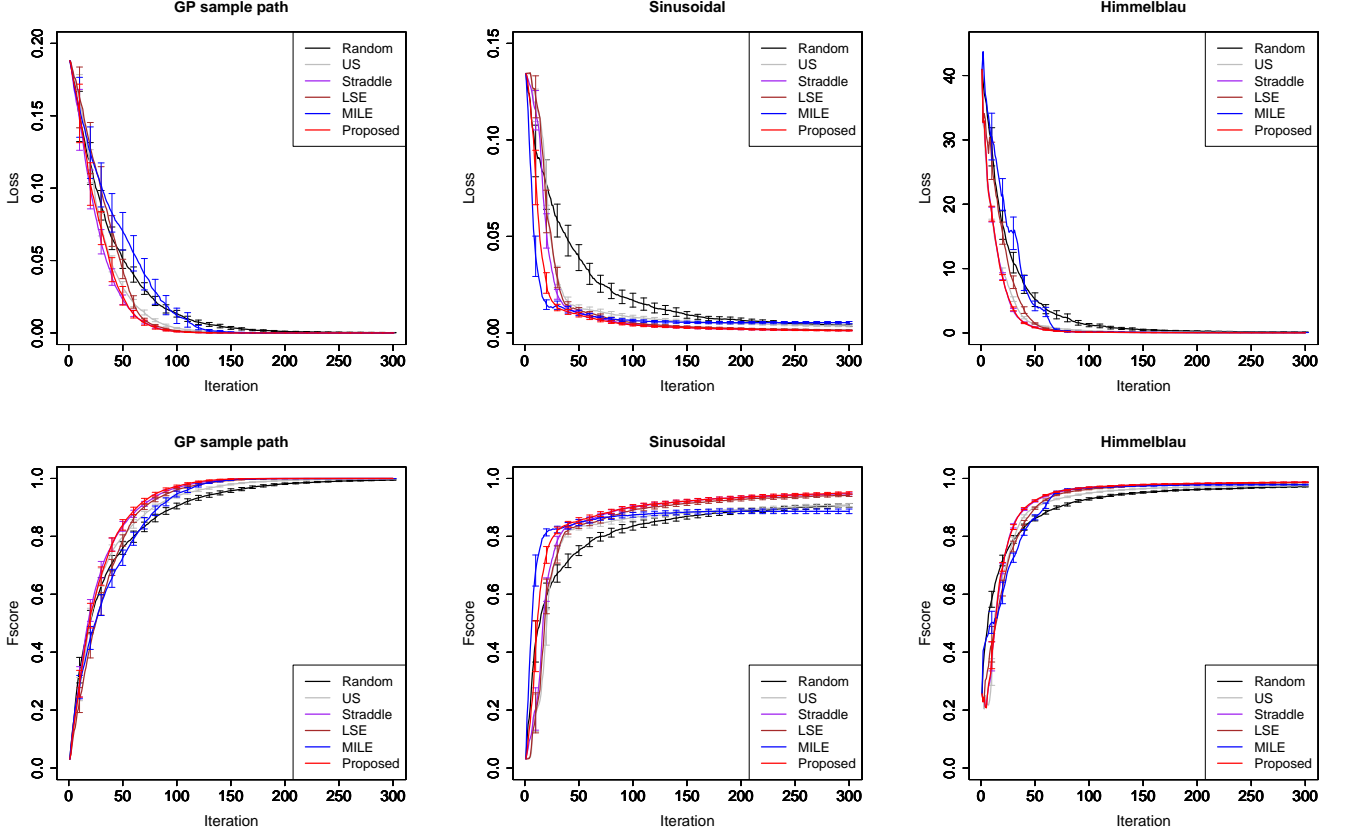 GP sample path
Loss
0.00
0.05
0.10
0.15
0.20
0
50
100
150
200
250
300
Iteration
Random
US
Straddle
LSE
MILE
Proposed
Sinusoidal
Loss
0.00
0.05
0.10
0.15
0
50
100
150
200
250
300
Iteration
Random
US
Straddle
LSE
MILE
Proposed
Himmelblau
Loss
0
10
20
30
40
0
50
100
150
200
250
300
Iteration
Random
US
Straddle
LSE
MILE
Proposed
GP sample path
Fscore
0.0
0.2
0.4
0.6
0.8
1.0
0
50
100
150
200
250
300
Iteration
Random
US
Straddle
LSE
MILE
Proposed
Sinusoidal
Fscore
0.0
0.2
0.4
0.6
0.8
1.0
0
50
100
150
200
250
300
Iteration
Random
US
Straddle
LSE
MILE
Proposed
Himmelblau
Fscore
0.0
0.2
0.4
0.6
0.8
1.0
0
50
100
150
200
250
300
Iteration
Random
US
Straddle
LSE
MILE
Proposed